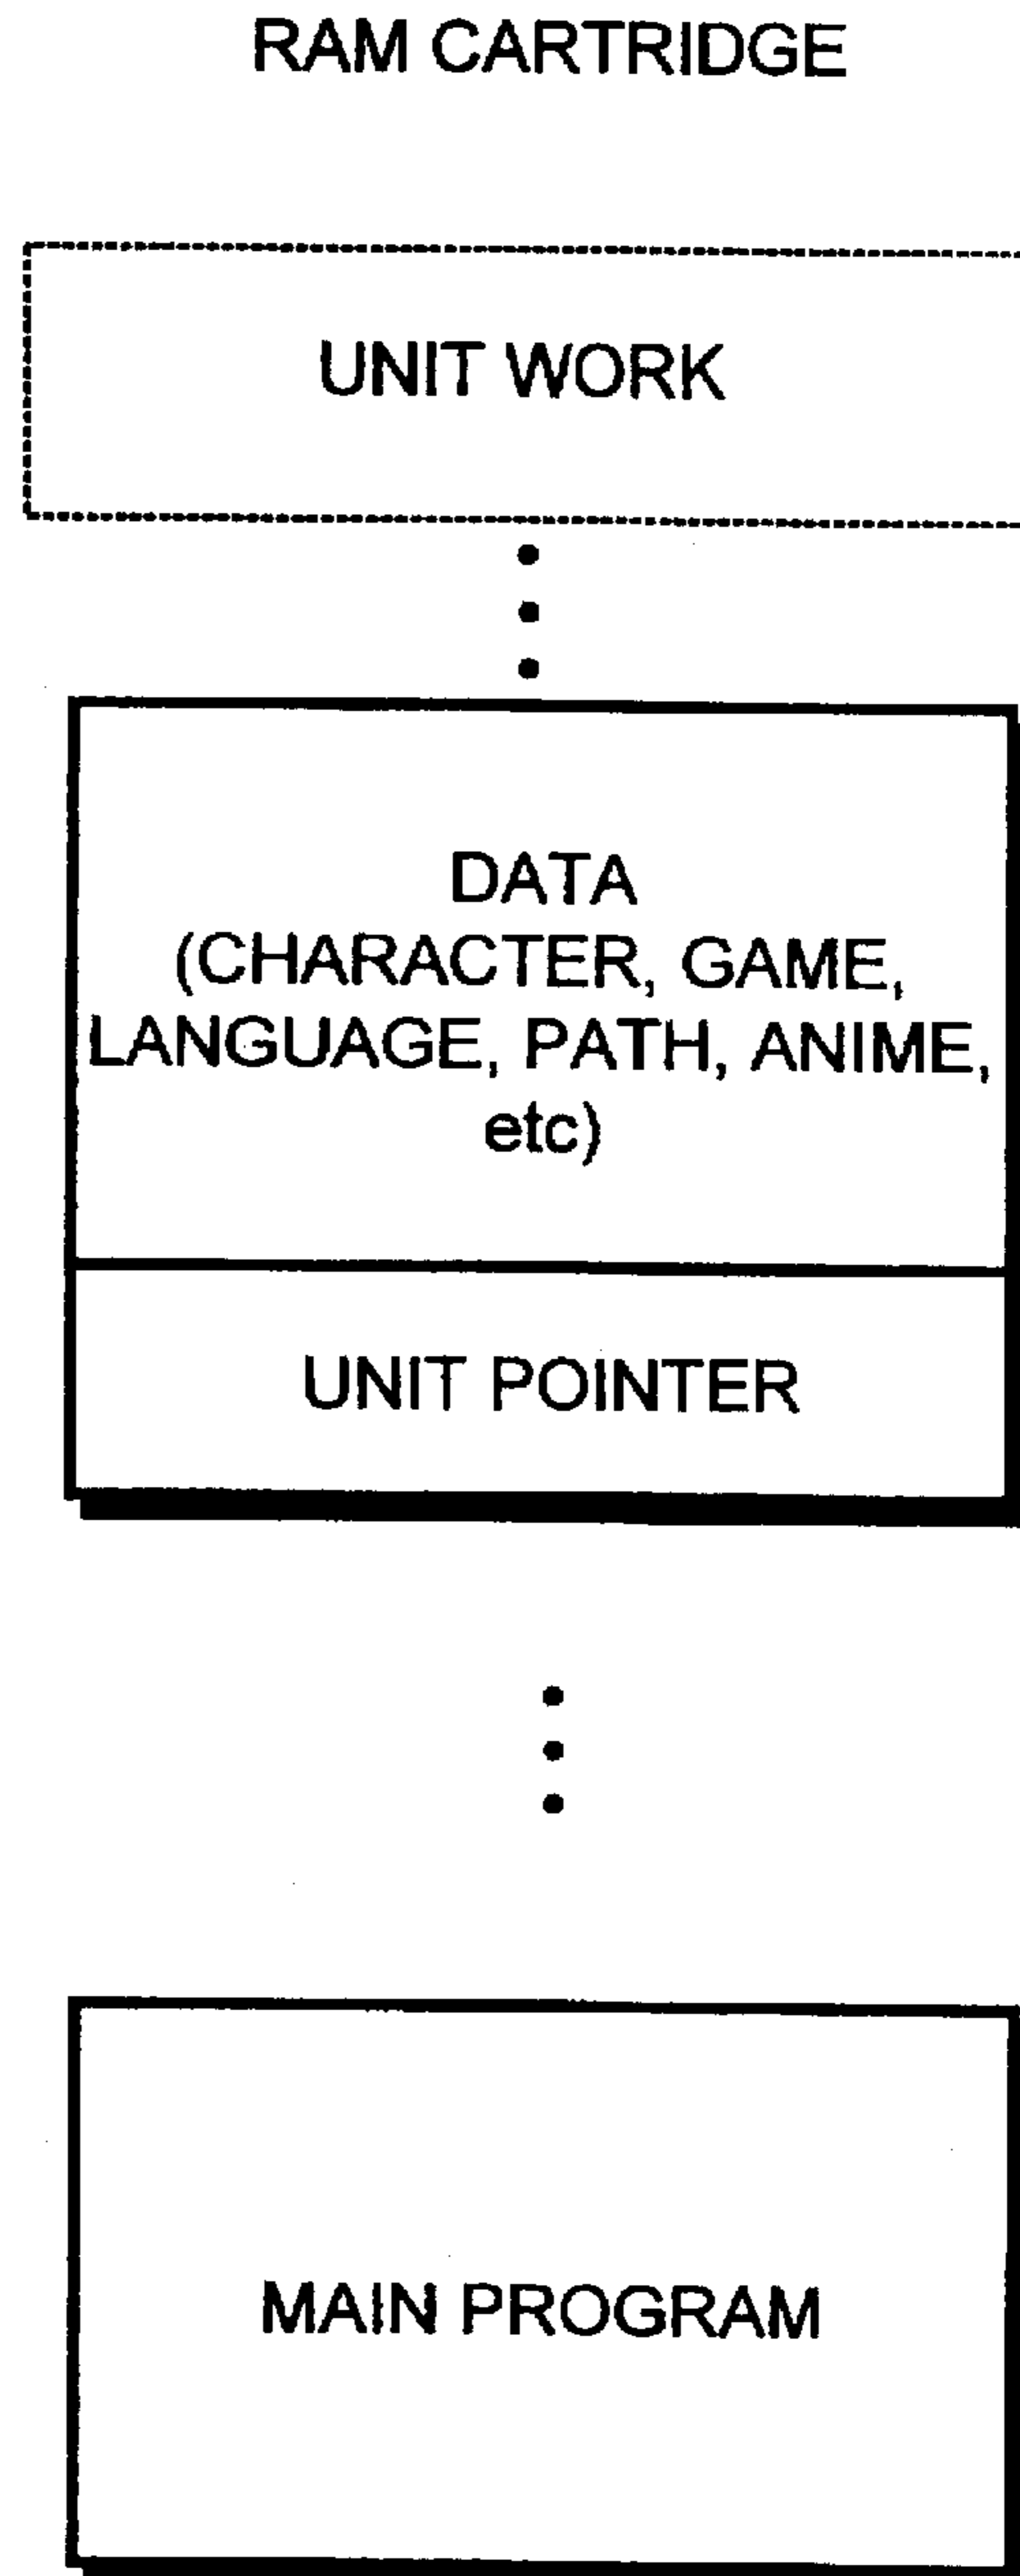 RAM CARTRIDGE
UNIT WORK
DATA
(CHARACTER, GAME,
LANGUAGE, PATH, ANIME,
etc)
UNIT POINTER
MAIN PROGRAM